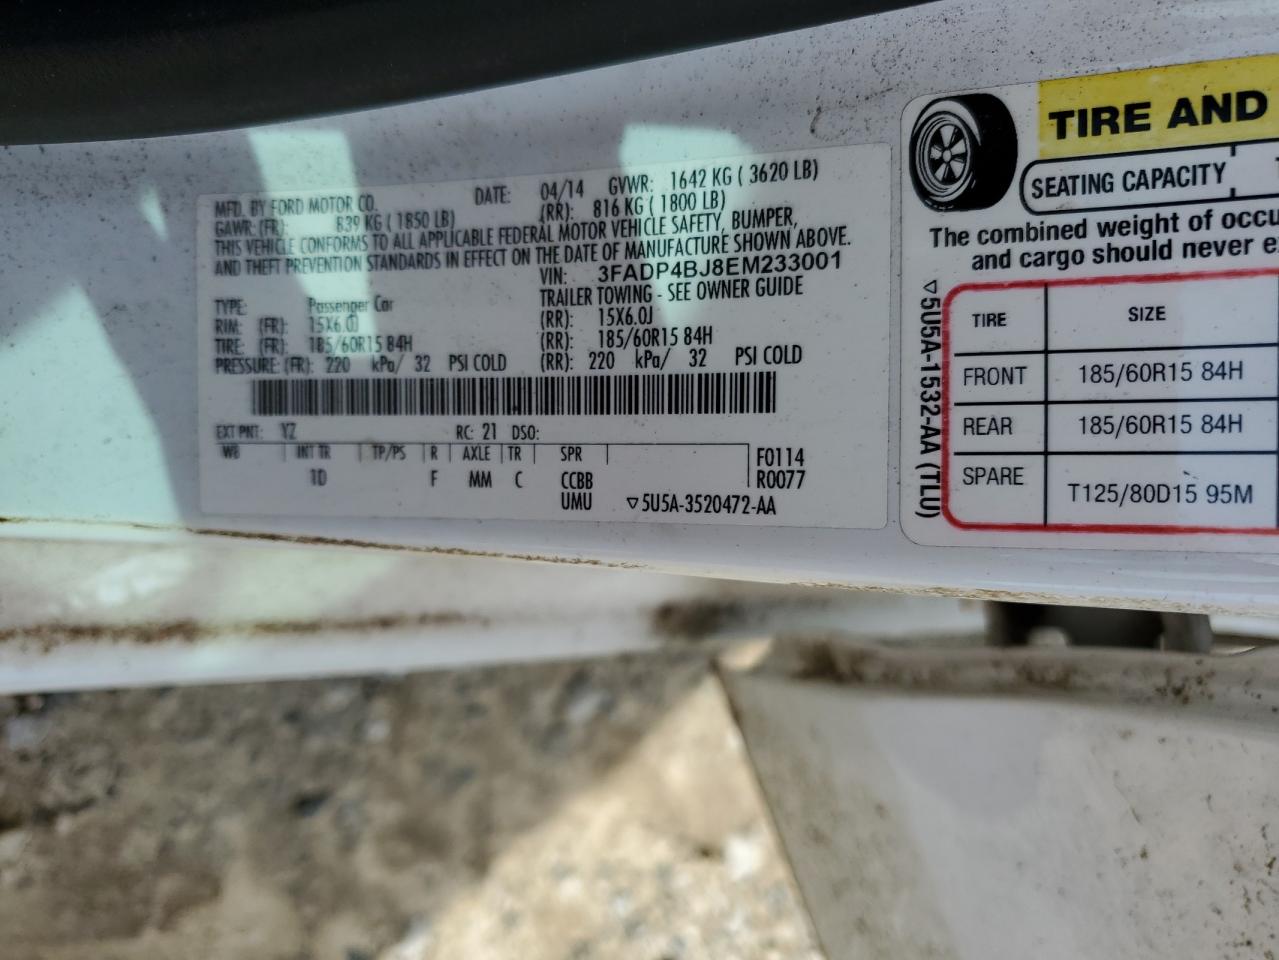 MFD. BY FORD MOTOR CO. DATE: 04/14 GVWR: 1642 KG ( 3620 LB)
GAWR: (FR): 839 KG ( 1850 LB) (RR): 816 KG ( 1800 LB)
THIS VEHICLE CONFORMS TO ALL APPLICABLE FEDERAL MOTOR VEHICLE SAFETY, BUMPER,
AND THEFT PREVENTION STANDARDS IN EFFECT ON THE DATE OF MANUFACTURE SHOWN ABOVE.
VIN: 3FADP4BJ8EM233001
TYPE: Passenger Car TRAILER TOWING - SEE OWNER GUIDE
RIM: (FR): 15X6.0J (RR): 15X6.0J
TIRE: (FR): 185/60R15 84H (RR): 185/60R15 84H
PRESSURE: (FR): 220 kPa/ 32 PSI COLD (RR): 220 kPa/ 32 PSI COLD
EXT PNT: YZ RC: 21 DSO:
WB INT TR TP/PS R AXLE TR SPR F0114
1D F MM C CCBB R0077
UMU ▽5U5A-3520472-AA
TIRE AND
SEATING CAPACITY
The combined weight of occu
and cargo should never e
▽5U5A-1532-AA (TLU)
TIRE SIZE
FRONT 185/60R15 84H
REAR 185/60R15 84H
SPARE T125/80D15 95M